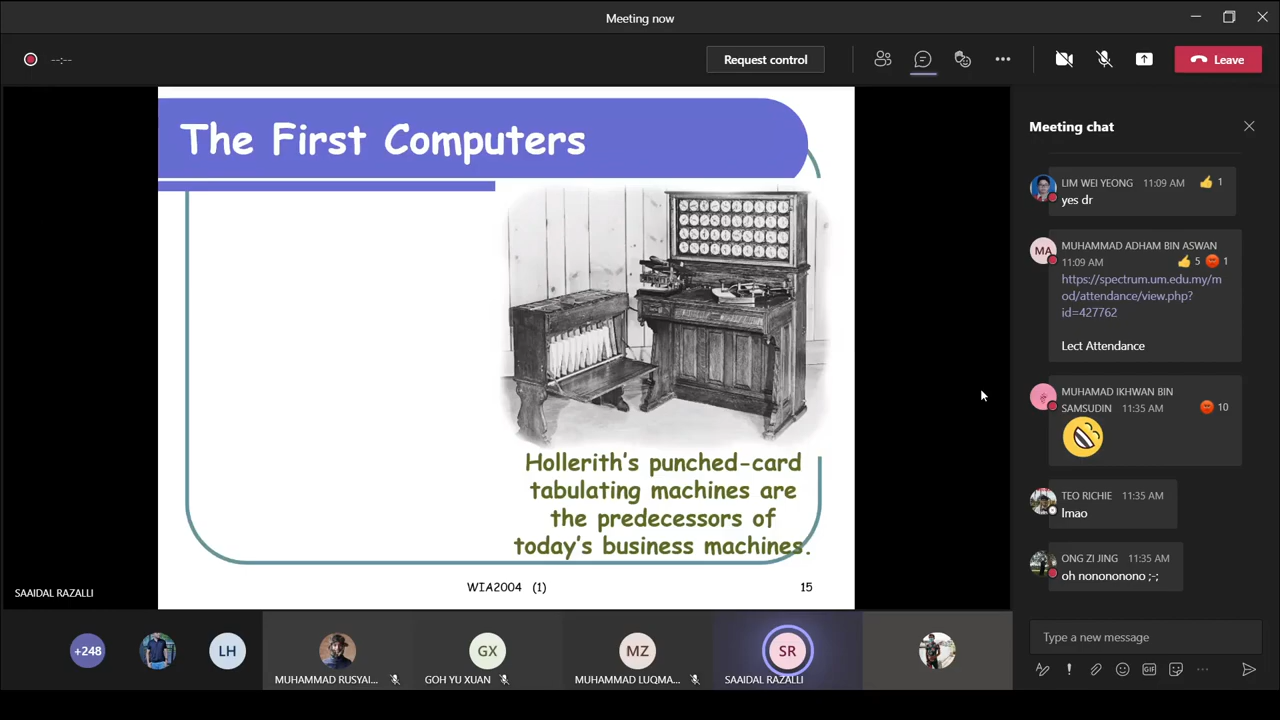 Meeting now
--:--
Request control
Leave
The First Computers
Hollerith's punched-card
tabulating machines are
the predecessors of
today's business machines.
WIA2004 (1)
15
SAAIDAL RAZALLI
Meeting chat
LIM WEI YEONG 11:09 AM 1
yes dr
MA
MUHAMMAD ADHAM BIN ASWAN
11:09 AM 5 1
https://spectrum.um.edu.my/m
od/attendance/view.php?
id=427762
Lect Attendance
MUHAMAD IKHWAN BIN
SAMSUDIN 11:35 AM 10
TEO RICHIE 11:35 AM
lmao
ONG ZI JING 11:35 AM
oh nonononono ;-;
Type a new message
GIF
+248
LH
GX
MZ
SR
MUHAMMAD RUSYAI...
GOH YU XUAN
MUHAMMAD LUQMA...
SAAIDAL RAZALLI